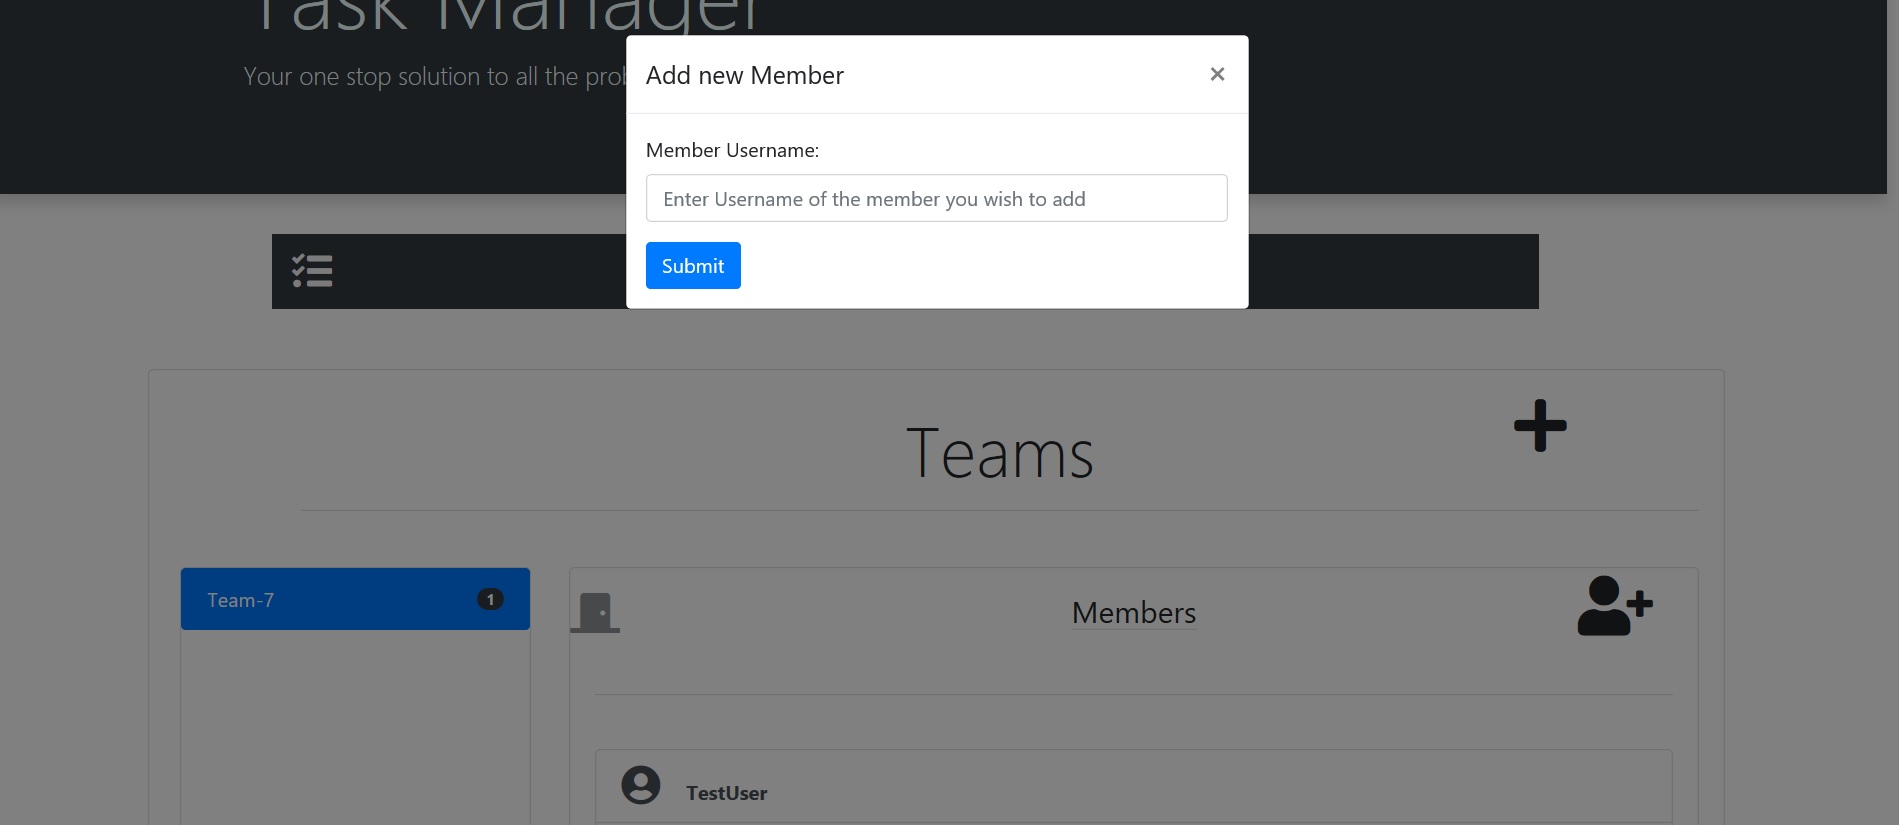 Task Manager
Your one stop solution to all the
Add new Member
×
Member Username:
Enter Username of the member you wish to add
Submit
Teams
Team-7
1
Members
TestUser